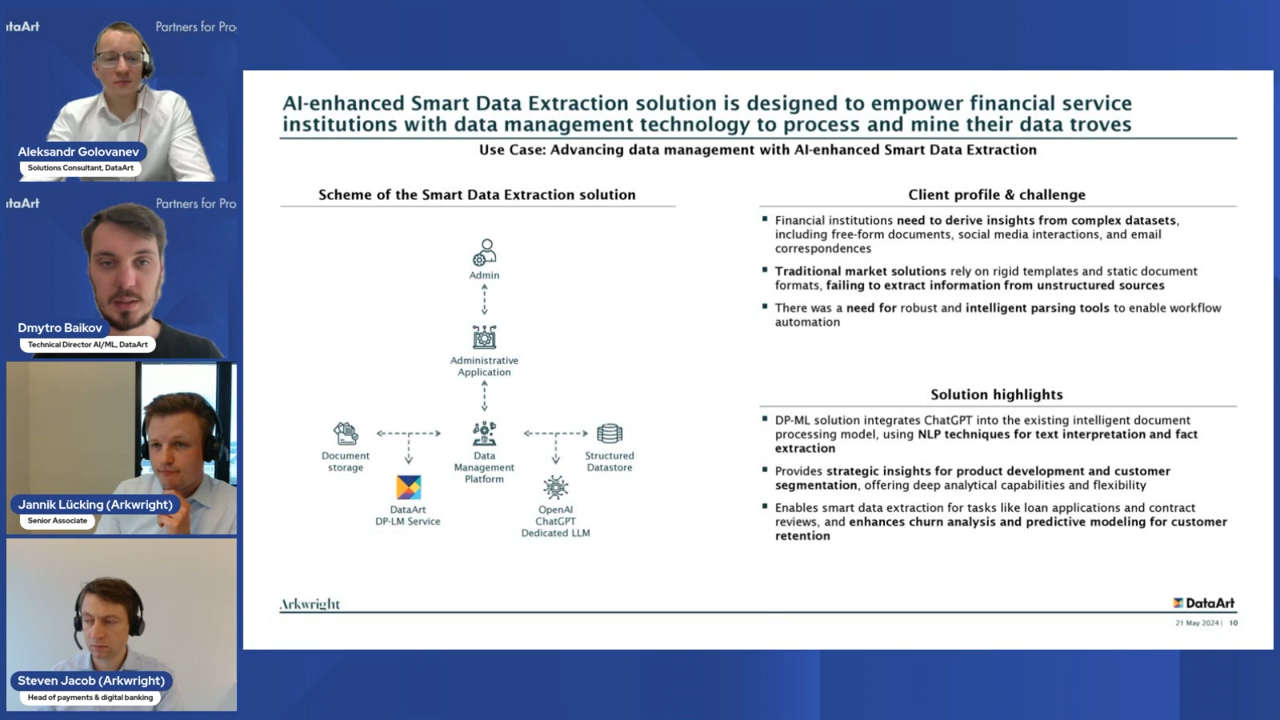 taArt
Partners for Pro
Aleksandr Golovanev
Solutions Consultant, DataArt
taArt
Partners for Pro
Dmytro Baikov
Technical Director AI/ML, DataArt
Jannik Lücking (Arkwright)
Senior Associate
Steven Jacob (Arkwright)
Head of payments & digital banking
AI-enhanced Smart Data Extraction solution is designed to empower financial service
institutions with data management technology to process and mine their data troves
Use Case: Advancing data management with AI-enhanced Smart Data Extraction
Scheme of the Smart Data Extraction solution
Admin
Administrative
Application
Document
storage
Data
Management
Platform
Structured
Datastore
DataArt
DP-LM Service
OpenAI
ChatGPT
Dedicated LLM
Client profile & challenge
▪ Financial institutions need to derive insights from complex datasets,
including free-form documents, social media interactions, and email
correspondences
▪ Traditional market solutions rely on rigid templates and static document
formats, failing to extract information from unstructured sources
▪ There was a need for robust and intelligent parsing tools to enable workflow
automation
Solution highlights
▪ DP-ML solution integrates ChatGPT into the existing intelligent document
processing model, using NLP techniques for text interpretation and fact
extraction
▪ Provides strategic insights for product development and customer
segmentation, offering deep analytical capabilities and flexibility
▪ Enables smart data extraction for tasks like loan applications and contract
reviews, and enhances churn analysis and predictive modeling for customer
retention
Arkwright
DataArt
21 May 2024 | 10